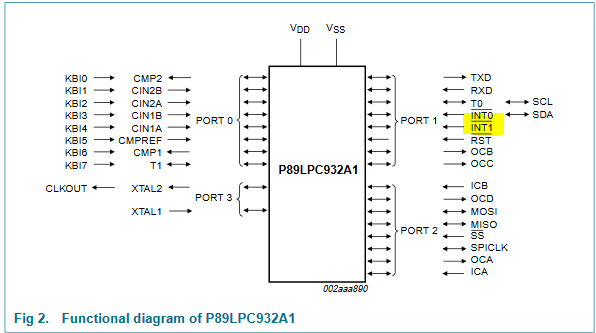 VDD VSS
KBI0 CMP2 TXD
KBI1 CIN2B RXD
KBI2 CIN2A T0 SCL
KBI3 CIN1B PORT 0 PORT 1 INT0 SDA
KBI4 CIN1A INT1
KBI5 CMPREF RST
KBI6 CMP1 OCB
KBI7 T1 OCC
P89LPC932A1
CLKOUT XTAL2 ICB
PORT 3 OCD
XTAL1 MOSI
PORT 2 MISO
SS
SPICLK
OCA
ICA
002aaa890
Fig 2. Functional diagram of P89LPC932A1